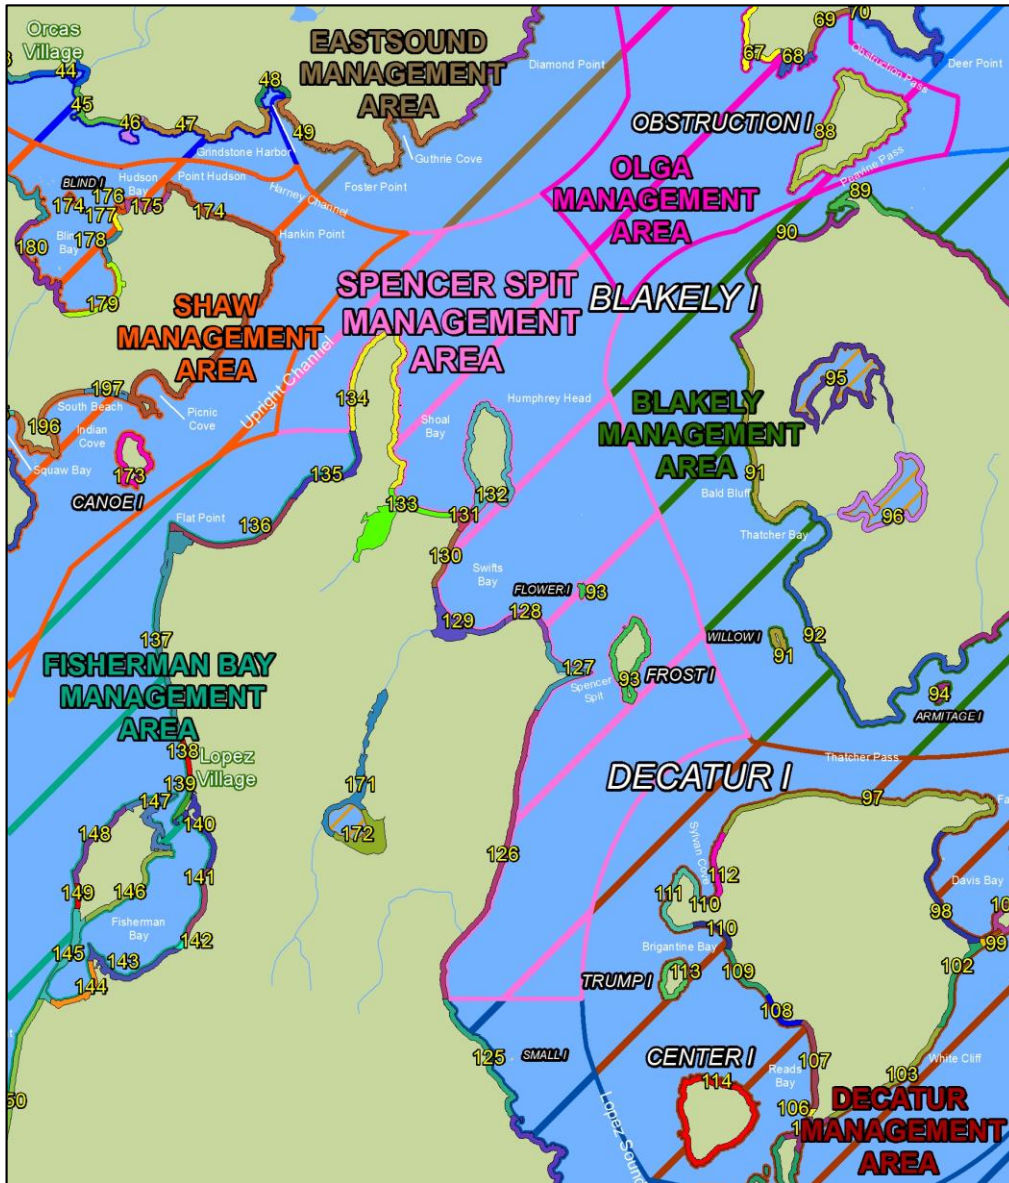 Orcas
Village
EASTSOUND
MANAGEMENT
AREA
44
45
46
47
48
49
Grindstone Harbor
Guthrie Cove
Foster Point
Diamond Point
67
68
69
70
Obstruction Pass
Deer Point
OBSTRUCTION I
88
Peavine Pass
OLGA
MANAGEMENT
AREA
89
90
BLIND I
Hudson
Bay
Point Hudson
Harney Channel
Hankin Point
174
176
177
175
174
178
180
179
SHAW
MANAGEMENT
AREA
SPENCER SPIT
MANAGEMENT
AREA
BLAKELY I
Upright Channel
197
South Beach
196
Indian
Cove
Picnic
Cove
Squaw Bay
173
CANOE I
134
Shoal
Bay
Humphrey Head
135
133
132
131
130
BLAKELY
MANAGEMENT
AREA
95
91
Bald Bluff
96
Thatcher Bay
Flat Point
136
137
Swifts
Bay
129
128
FLOWER I
93
127
Spencer
Spit
93
FROST I
WILLOW I
91
92
94
ARMITAGE I
Thatcher Pass
FISHERMAN BAY
MANAGEMENT
AREA
138
Lopez
Village
139
147
140
148
141
149
146
Fisherman
Bay
142
145
143
144
171
172
126
DECATUR I
97
Sylvan Cove
112
111
110
110
Davis Bay
98
99
102
Brigantine Bay
109
TRUMP I
113
108
125
SMALL I
CENTER I
114
Reads
Bay
107
106
White Cliff
103
Lopez Sound
DECATUR
MANAGEMENT
AREA